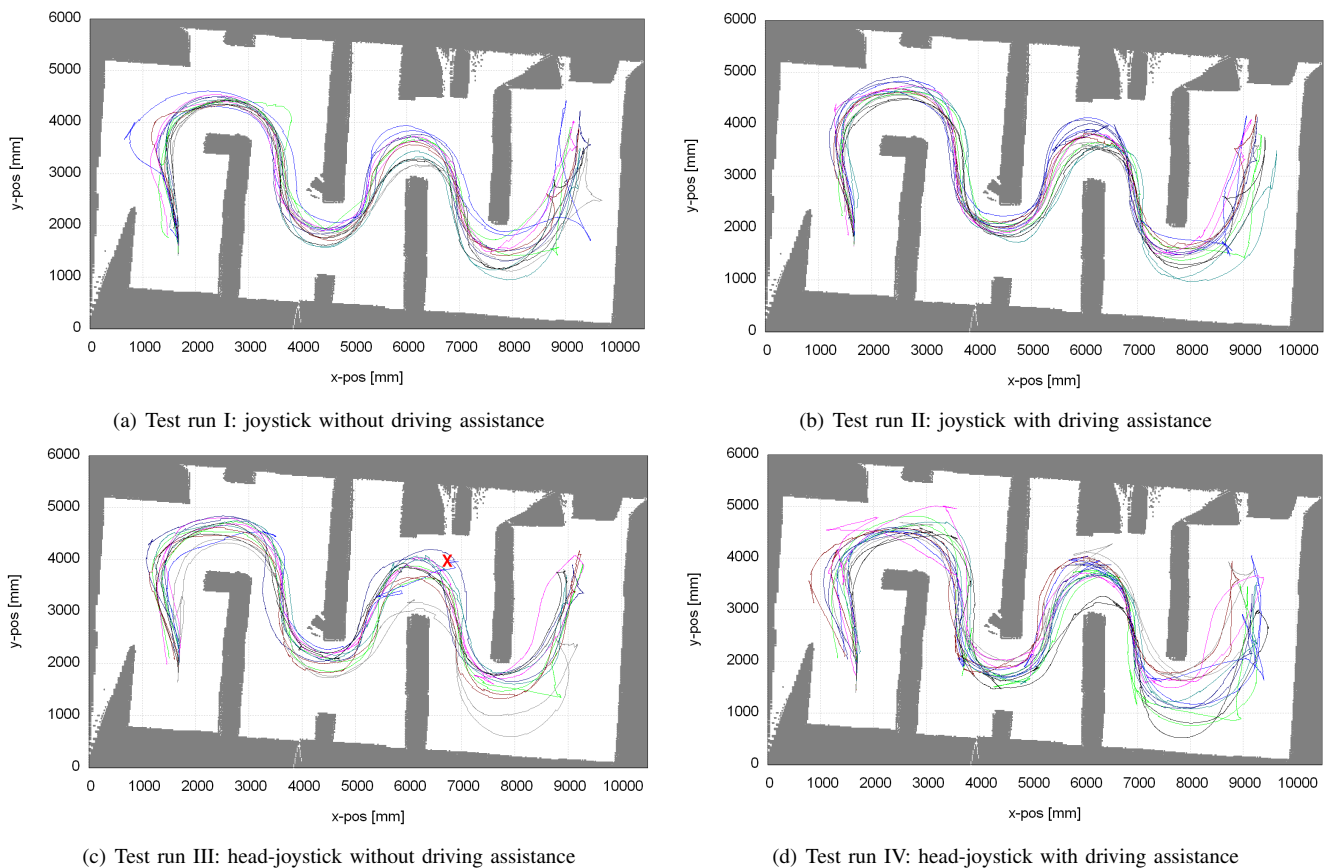 6000
5000
4000
3000
2000
1000
0
y-pos [mm]
0 1000 2000 3000 4000 5000 6000 7000 8000 9000 10000
x-pos [mm]
(a) Test run I: joystick without driving assistance
6000
5000
4000
3000
2000
1000
0
y-pos [mm]
0 1000 2000 3000 4000 5000 6000 7000 8000 9000 10000
x-pos [mm]
(b) Test run II: joystick with driving assistance
6000
5000
4000
3000
2000
1000
0
y-pos [mm]
X
0 1000 2000 3000 4000 5000 6000 7000 8000 9000 10000
x-pos [mm]
(c) Test run III: head-joystick without driving assistance
6000
5000
4000
3000
2000
1000
0
y-pos [mm]
0 1000 2000 3000 4000 5000 6000 7000 8000 9000 10000
x-pos [mm]
(d) Test run IV: head-joystick with driving assistance